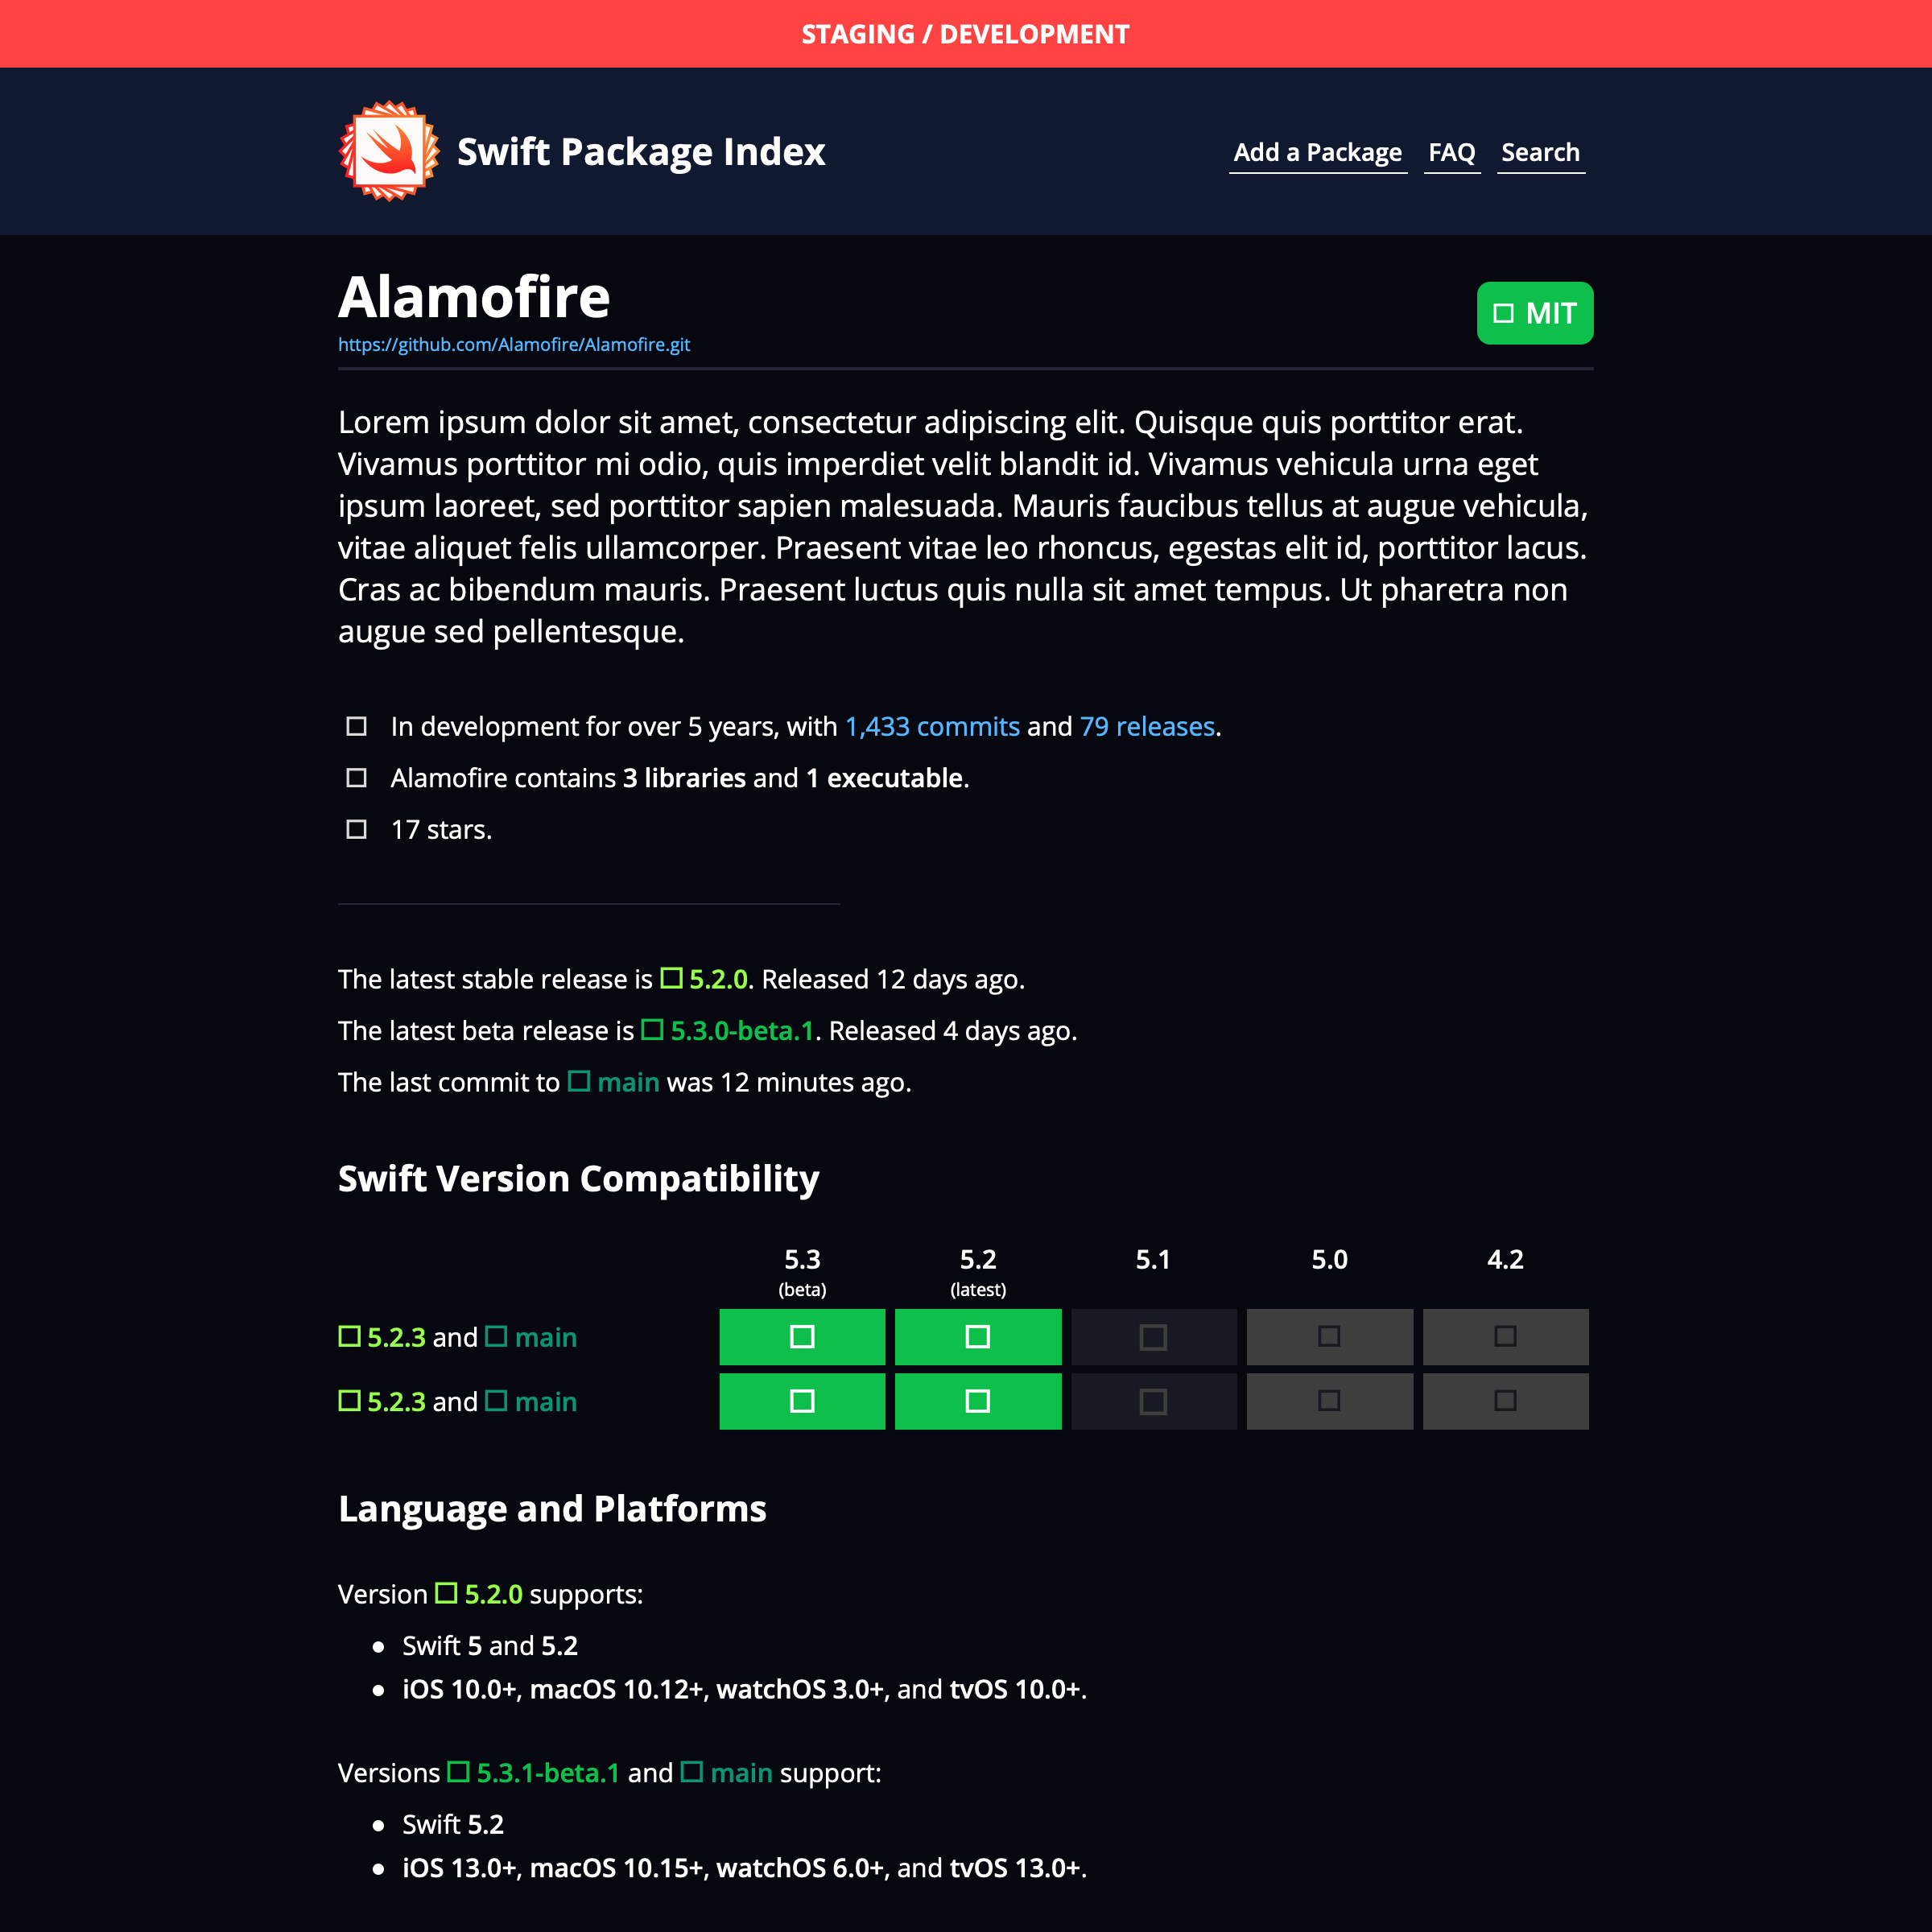 STAGING / DEVELOPMENT
Swift Package Index
Add a Package FAQ Search
Alamofire
MIT
https://github.com/Alamofire/Alamofire.git
Lorem ipsum dolor sit amet, consectetur adipiscing elit. Quisque quis porttitor erat.
Vivamus porttitor mi odio, quis imperdiet velit blandit id. Vivamus vehicula urna eget
ipsum laoreet, sed porttitor sapien malesuada. Mauris faucibus tellus at augue vehicula,
vitae aliquet felis ullamcorper. Praesent vitae leo rhoncus, egestas elit id, porttitor lacus.
Cras ac bibendum mauris. Praesent luctus quis nulla sit amet tempus. Ut pharetra non
augue sed pellentesque.
In development for over 5 years, with 1,433 commits and 79 releases.
Alamofire contains 3 libraries and 1 executable.
17 stars.
The latest stable release is 5.2.0. Released 12 days ago.
The latest beta release is 5.3.0-beta.1. Released 4 days ago.
The last commit to main was 12 minutes ago.
Swift Version Compatibility
5.3 5.2 5.1 5.0 4.2
(beta) (latest)
5.2.3 and main
5.2.3 and main
Language and Platforms
Version 5.2.0 supports:
• Swift 5 and 5.2
• iOS 10.0+, macOS 10.12+, watchOS 3.0+, and tvOS 10.0+.
Versions 5.3.1-beta.1 and main support:
• Swift 5.2
• iOS 13.0+, macOS 10.15+, watchOS 6.0+, and tvOS 13.0+.